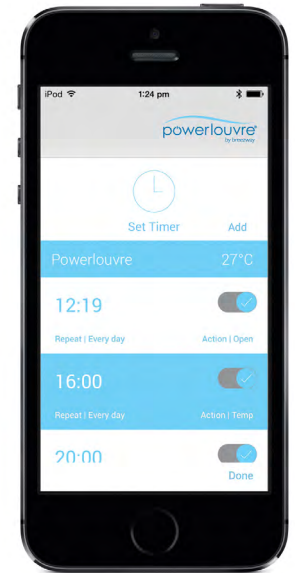 iPod 1:24 pm
powerlouvre®
by breezway
Set Timer Add
Powerlouvre 27°C
12:19
Repeat | Every day Action | Open
16:00
Repeat | Every day Action | Temp
20:00
Done